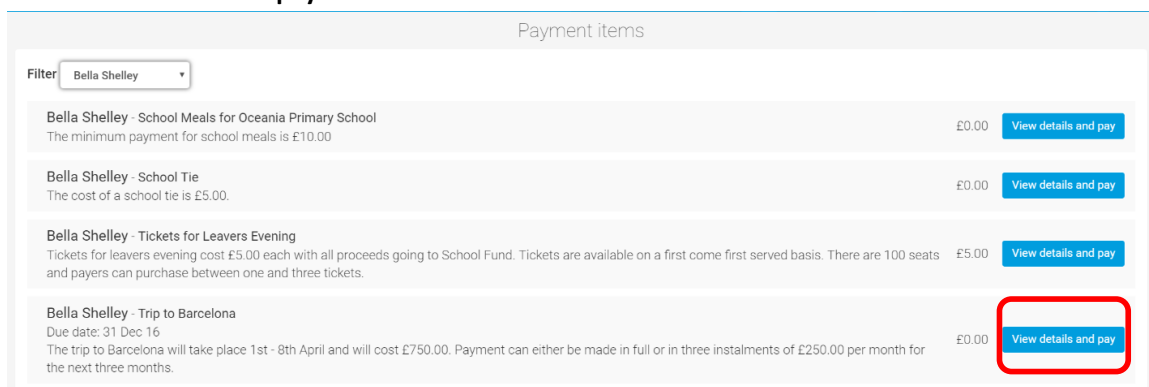 Payment items
Filter Bella Shelley
Bella Shelley - School Meals for Oceania Primary School
The minimum payment for school meals is £10.00
£0.00 View details and pay
Bella Shelley - School Tie
The cost of a school tie is £5.00.
£0.00 View details and pay
Bella Shelley - Tickets for Leavers Evening
Tickets for leavers evening cost £5.00 each with all proceeds going to School Fund. Tickets are available on a first come first served basis. There are 100 seats
and payers can purchase between one and three tickets.
£5.00 View details and pay
Bella Shelley - Trip to Barcelona
Due date: 31 Dec 16
The trip to Barcelona will take place 1st - 8th April and will cost £750.00. Payment can either be made in full or in three instalments of £250.00 per month for
the next three months.
£0.00 View details and pay